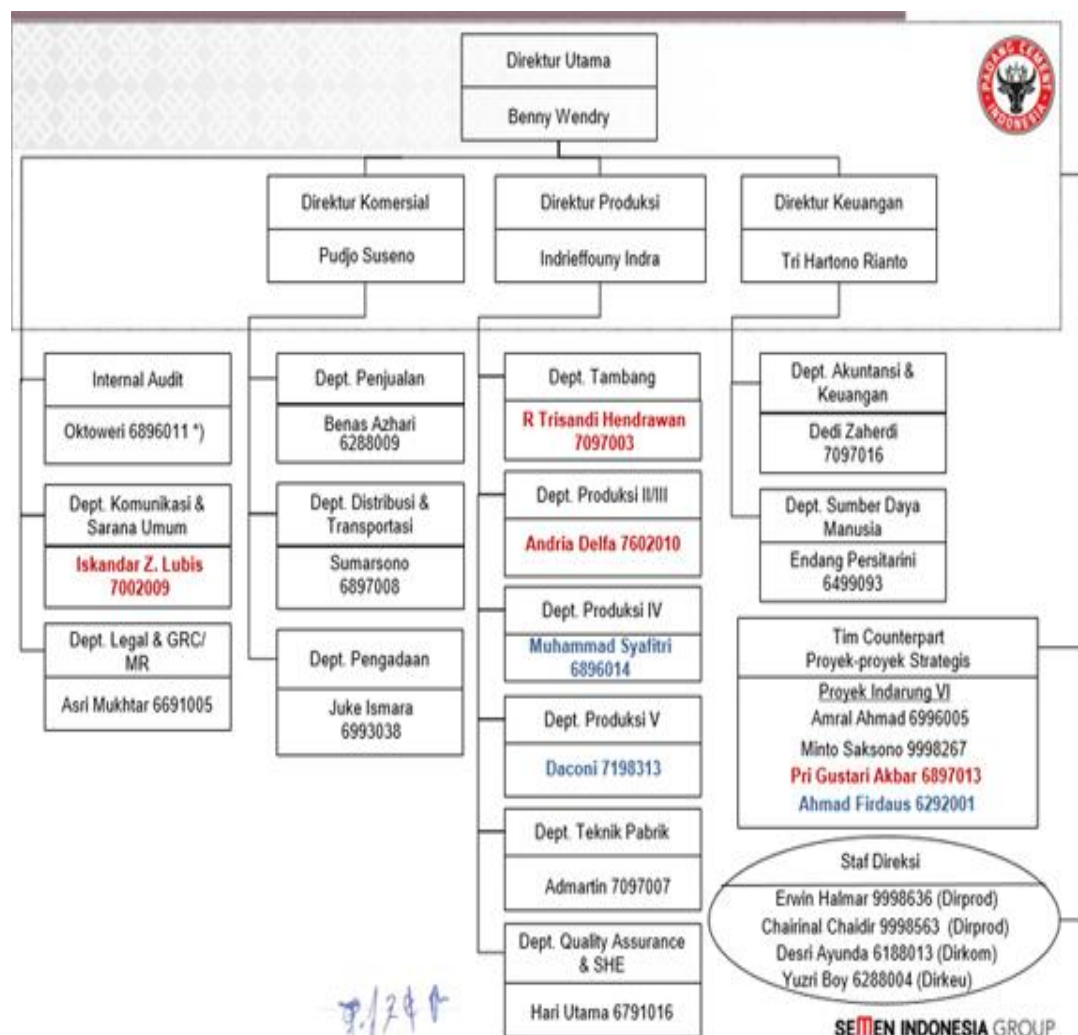 Direktur Utama
Benny Wendry
PADANG CEMENT
INDONESIA
Direktur Komersial
Pudjo Suseno
Direktur Produksi
Indrieffouny Indra
Direktur Keuangan
Tri Hartono Rianto
Internal Audit
Oktoweri 6896011 *)
Dept. Komunikasi &
Sarana Umum
Iskandar Z. Lubis
7002009
Dept. Legal & GRC/
MR
Asri Mukhtar 6691005
Dept. Penjualan
Benas Azhari
6288009
Dept. Distribusi &
Transportasi
Sumarsono
6897008
Dept. Pengadaan
Juke Ismara
6993038
Dept. Tambang
R Trisandi Hendrawan
7097003
Dept. Produksi II/III
Andria Delfa 7602010
Dept. Produksi IV
Muhammad Syafitri
6896014
Dept. Produksi V
Daconi 7198313
Dept. Teknik Pabrik
Admartin 7097007
Dept. Quality Assurance
& SHE
Hari Utama 6791016
Dept. Akuntansi &
Keuangan
Dedi Zaherdi
7097016
Dept. Sumber Daya
Manusia
Endang Persitarini
6499093
Tim Counterpart
Proyek-proyek Strategis
Proyek Indarung VI
Amral Ahmad 6996005
Minto Saksono 9998267
Pri Gustari Akbar 6897013
Ahmad Firdaus 6292001
Staf Direksi
Erwin Halmar 9998636 (Dirprod)
Chairinal Chaidir 9998563 (Dirprod)
Desri Ayunda 6188013 (Dirkom)
Yuzri Boy 6288004 (Dirkeu)
SEMEN INDONESIA GROUP